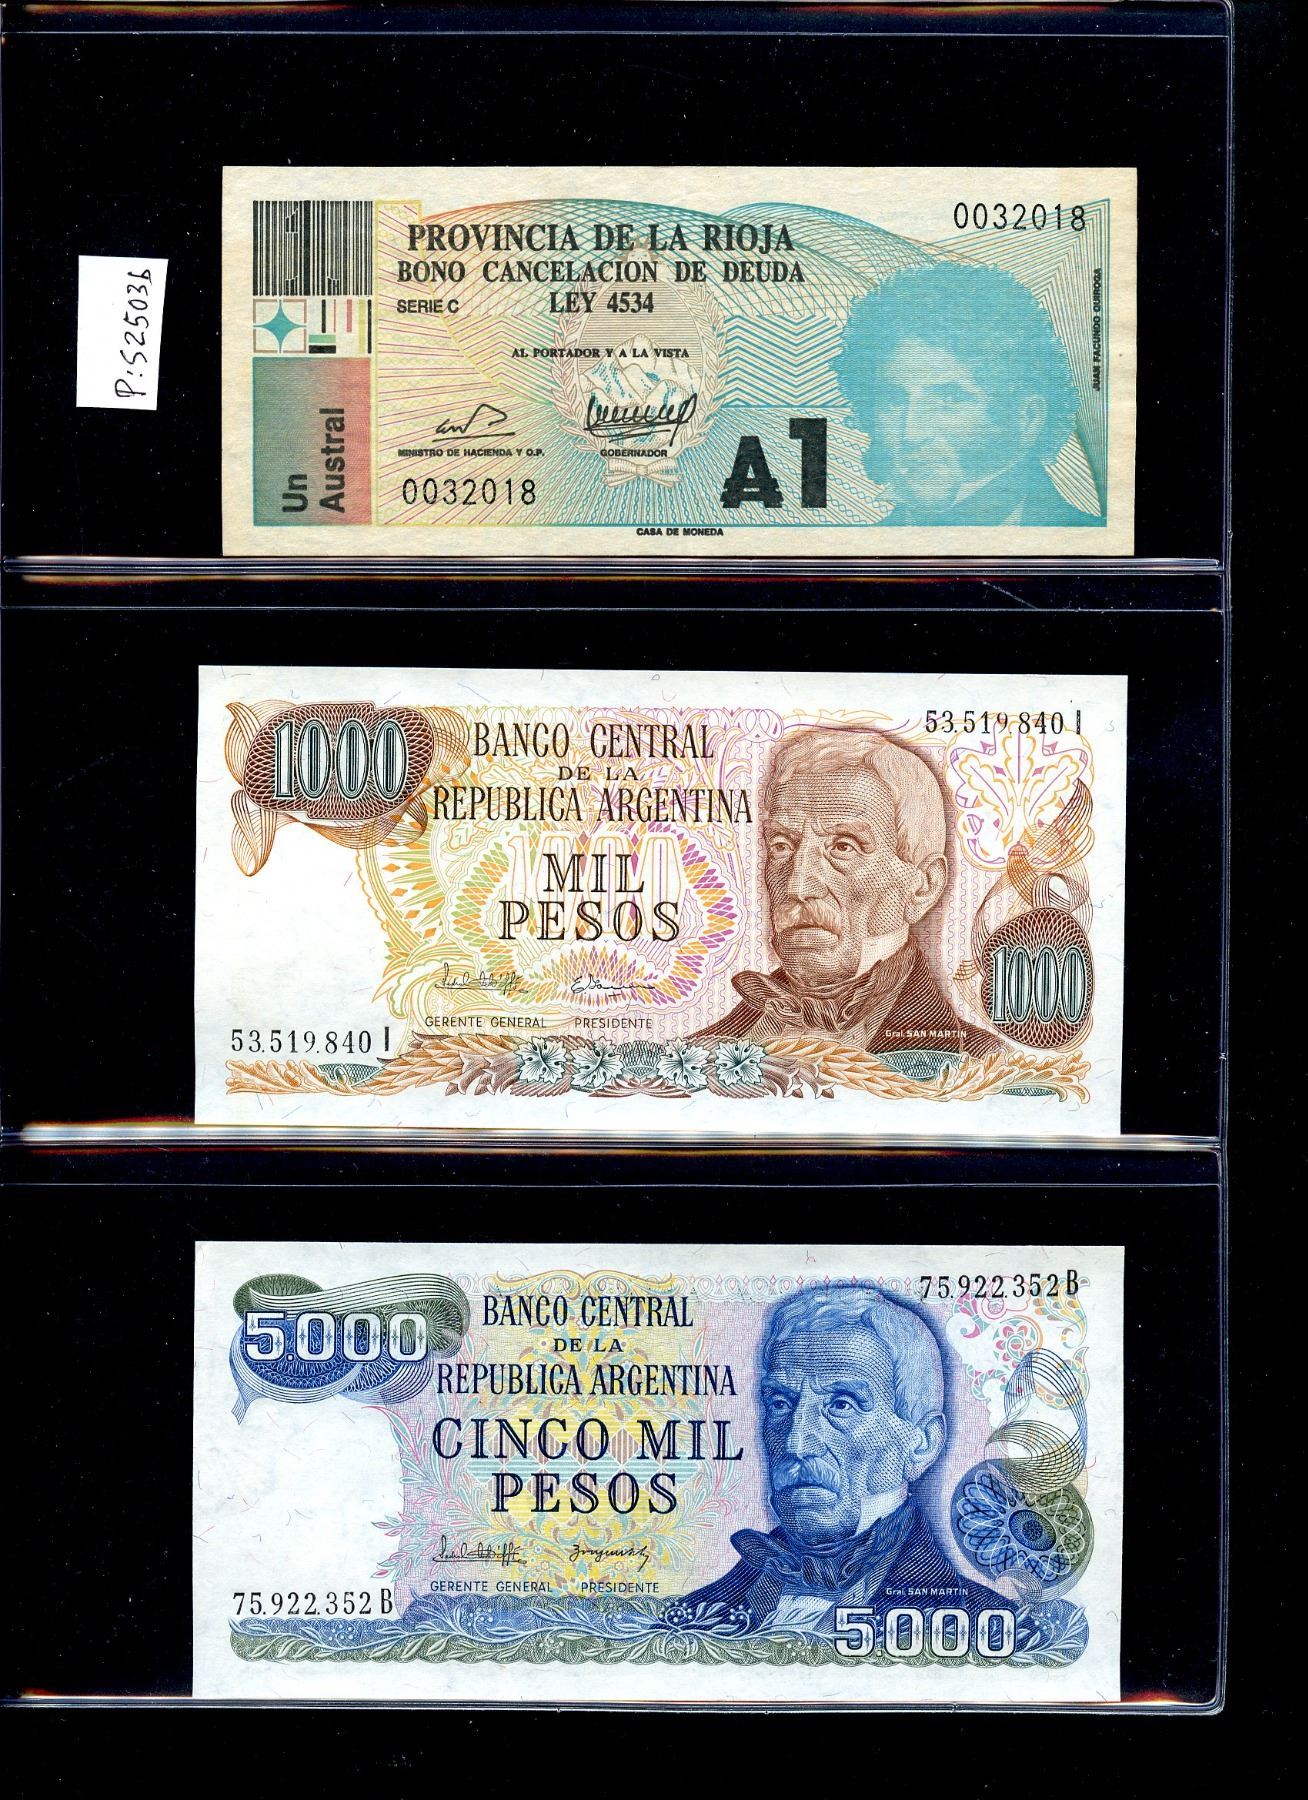 P:S2503b
0032018
PROVINCIA DE LA RIOJA
BONO CANCELACION DE DEUDA
SERIE C LEY 4534
AL PORTADOR Y A LA VISTA
JUAN FACUNDO QUIROGA
Un
Austral
MINISTRO DE HACIENDA Y O.P. GOBERNADOR
0032018
A1
CASA DE MONEDA
1000
53.519.840 I
BANCO CENTRAL
DE LA
REPUBLICA ARGENTINA
1000
MIL
PESOS
1000
GERENTE GENERAL PRESIDENTE
Gral. SAN MARTIN
53.519.840 I
75.922.352 B
5.000
BANCO CENTRAL
DE LA
REPUBLICA ARGENTINA
CINCO MIL
PESOS
GERENTE GENERAL PRESIDENTE
Gral. SAN MARTIN
75.922.352 B
5.000